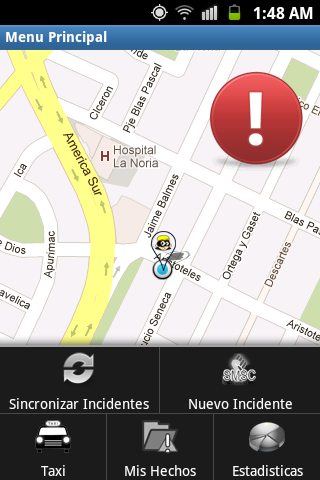 1:48 AM
Menu Principal
Ciceron
Pje Blas Pascal
America Sur
H Hospital
La Noria
Ica
Jaime Balmes
Blas Pas
Ortega y Gaset
Descartes
e Dios
Apurimac
Aristoteles
avelica
ucio Seneca
Aristote
Sincronizar Incidentes
SMSC
Nuevo Incidente
TAXI
Taxi
Mis Hechos
Estadisticas